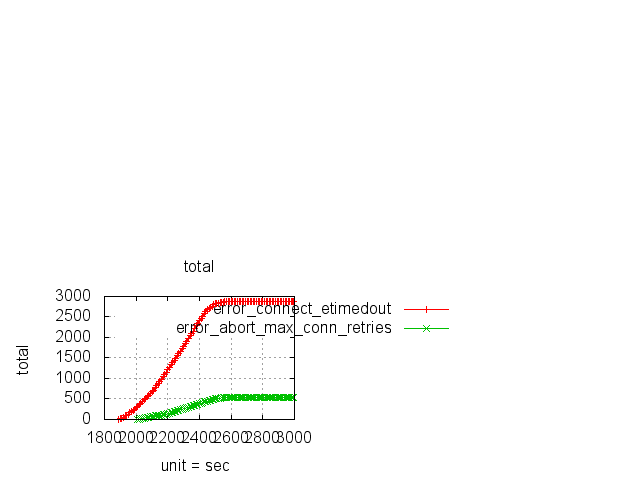 total
3000
error_connect_etimedout
2500
error_abort_max_conn_retries
2000
1500
1000
500
0
total
1800 2000 2200 2400 2600 2800 3000
unit = sec